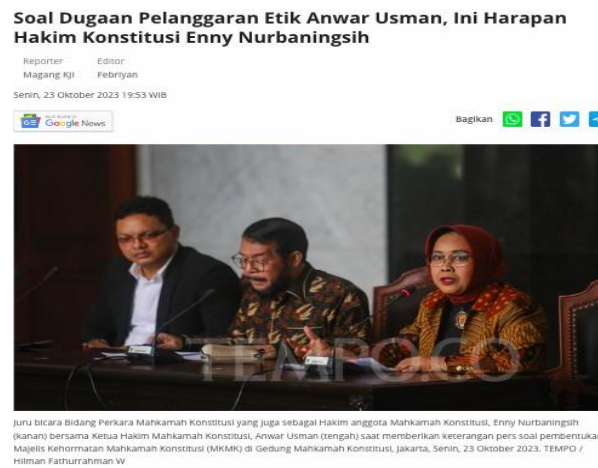 Soal Dugaan Pelanggaran Etik Anwar Usman, Ini Harapan
Hakim Konstitusi Enny Nurbaningsih
Reporter Editor
Magang Kji Febriyan
Senin, 23 Oktober 2023 19:53 WIB
Google News
Bagikan
TEMPO.CO
Juru bicara Bidang Perkara Mahkamah Konstitusi yang juga sebagai Hakim anggota Mahkamah Konstitusi, Enny Nurbaningsih
(kanan) bersama Ketua Hakim Mahkamah Konstitusi, Anwar Usman (tengah) saat memberikan keterangan pers soal pembentukan
Majelis Kehormatan Mahkamah Konstitusi (MKMK) di Gedung Mahkamah Konstitusi, Jakarta, Senin, 23 Oktober 2023. TEMPO /
Hilman Fathurrahman W